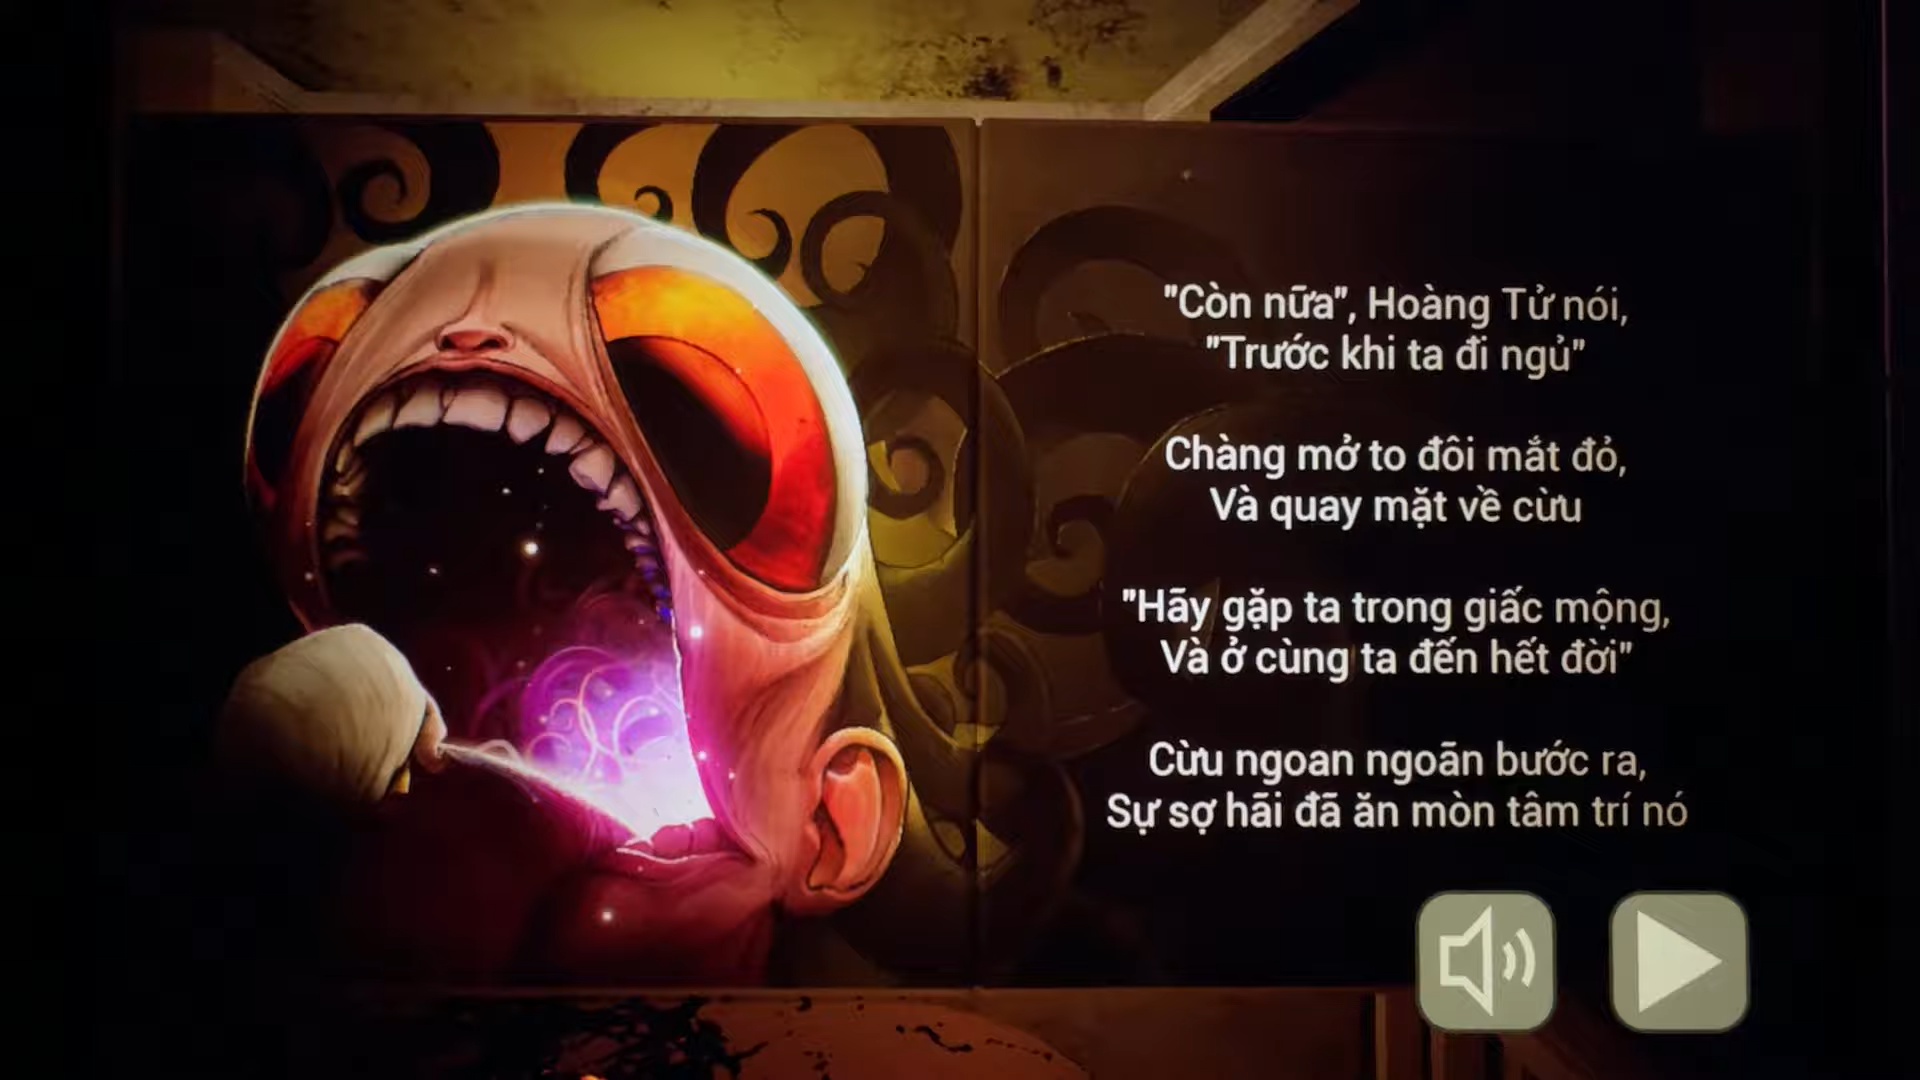 "Còn nữa", Hoàng Tử nói,
"Trước khi ta đi ngủ"
Chàng mở to đôi mắt đỏ,
Và quay mặt về cừu
"Hãy gặp ta trong giấc mộng,
Và ở cùng ta đến hết đời"
Cừu ngoan ngoãn bước ra,
Sự sợ hãi đã ăn mòn tâm trí nó